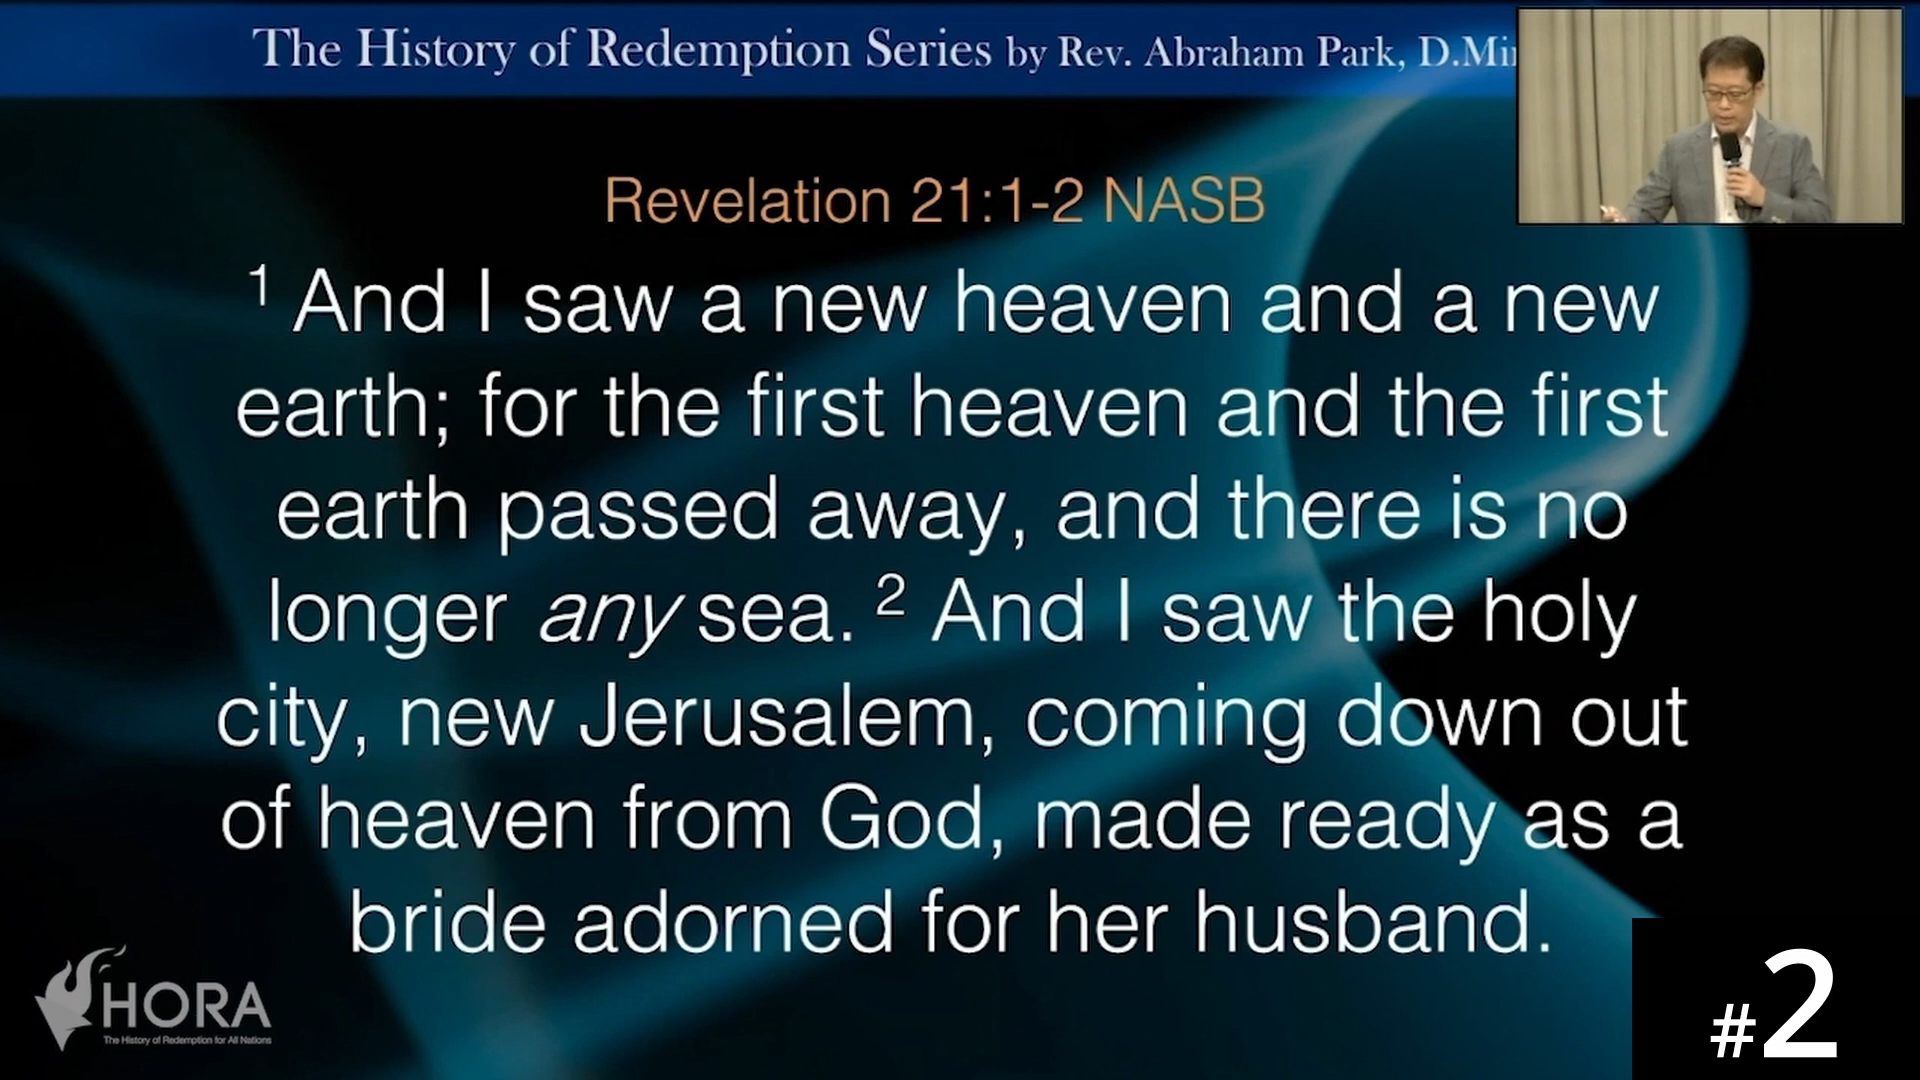 The History of Redemption Series by Rev. Abraham Park, D.Min
Revelation 21:1-2 NASB
1 And I saw a new heaven and a new
earth; for the first heaven and the first
earth passed away, and there is no
longer any sea. 2 And I saw the holy
city, new Jerusalem, coming down out
of heaven from God, made ready as a
bride adorned for her husband.
HORA
The History of Redemption for All Nations
#2